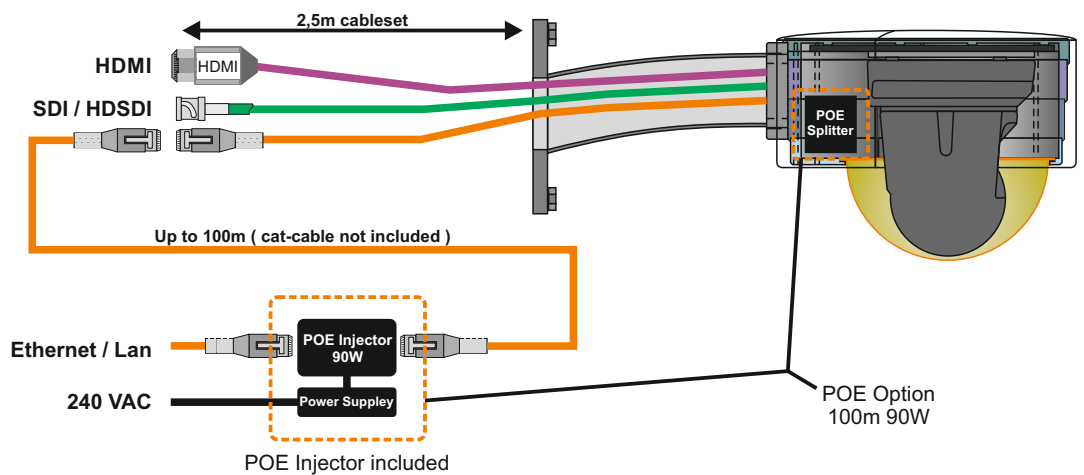 2,5m cableset
HDMI
HDMI
SDI / HDSDI
POE
Splitter
Up to 100m ( cat-cable not included )
Ethernet / Lan
POE Injector
90W
240 VAC
Power Suppley
POE Option
100m 90W
POE Injector included